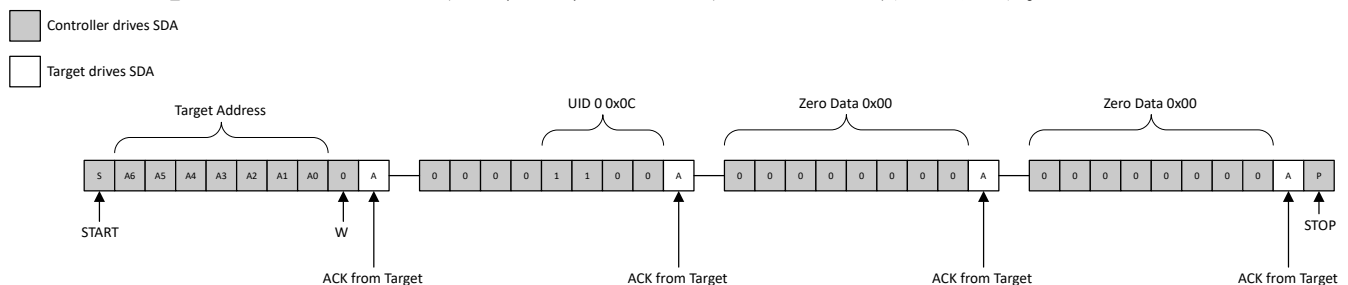 Controller drives SDA
Target drives SDA
Target Address
UID 0 0x0C
Zero Data 0x00
Zero Data 0x00
S A6 A5 A4 A3 A2 A1 A0 0 A 0 0 0 0 1 1 0 0 A 0 0 0 0 0 0 0 0 A 0 0 0 0 0 0 0 0 A P
START
W
STOP
ACK from Target
ACK from Target
ACK from Target
ACK from Target